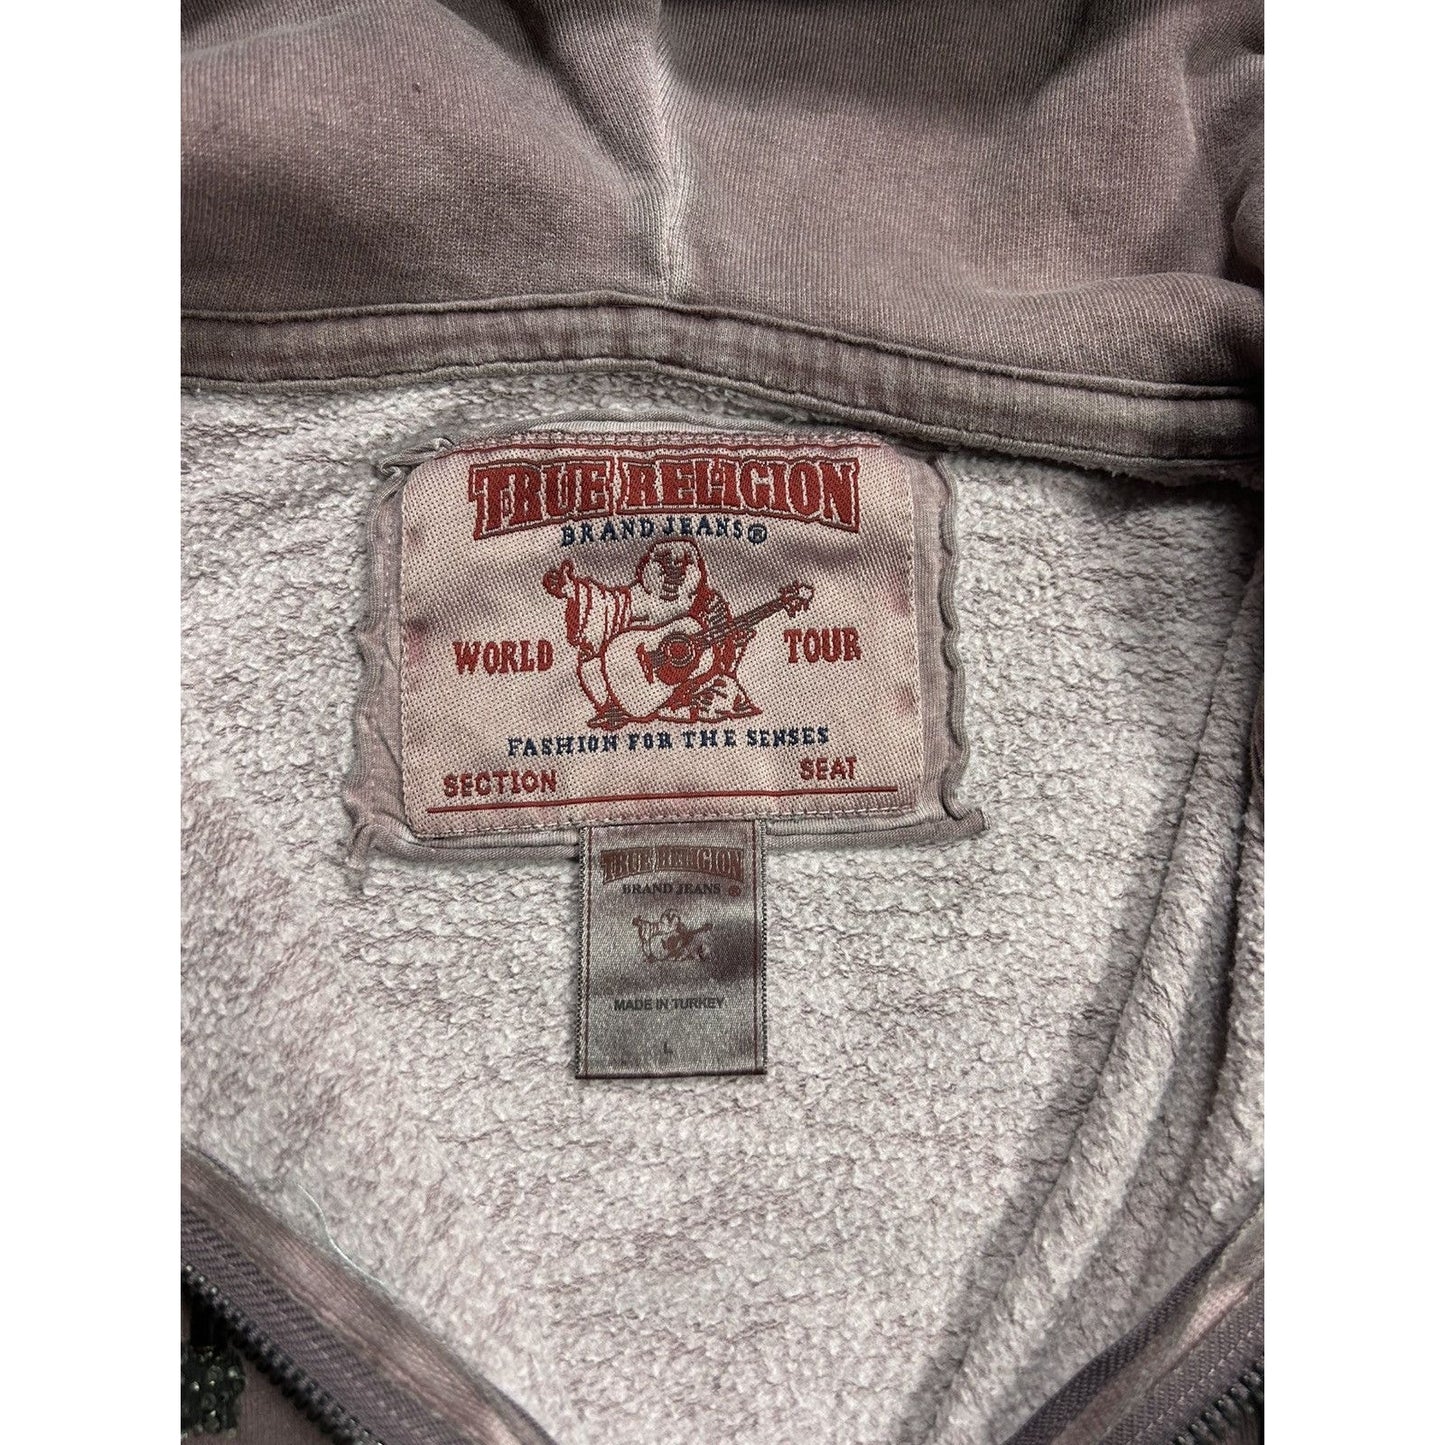 TRUE RELIGION
BRAND JEANS®
WORLD TOUR
FASHION FOR THE SENSES
SECTION SEAT
TRUE RELIGION
BRAND JEANS ®
MADE IN TURKEY
L